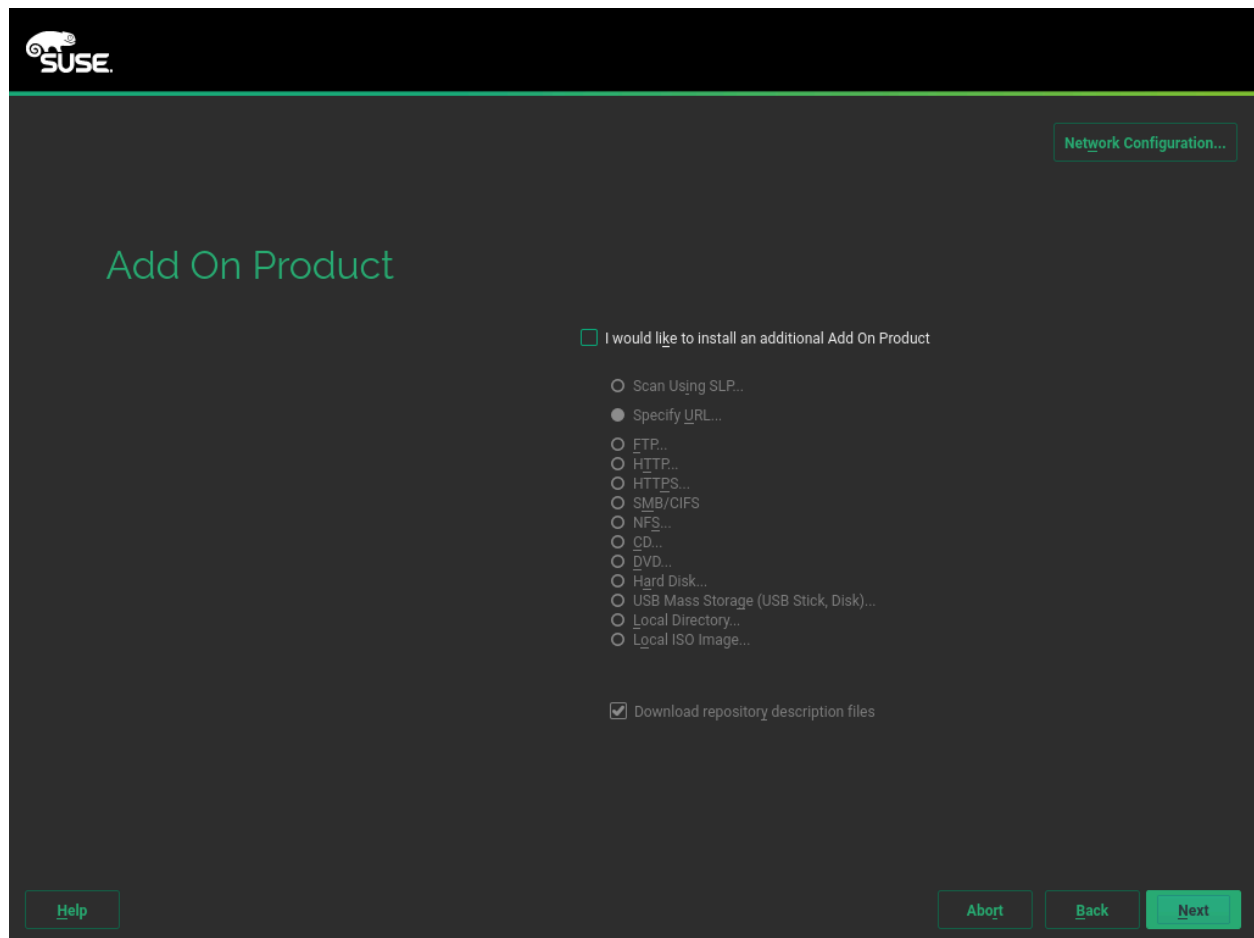 SUSE.
Network Configuration...
Add On Product
I would like to install an additional Add On Product
Scan Using SLP...
Specify URL...
FTP...
HTTP...
HTTPS...
SMB/CIFS
NFS...
CD...
DVD...
Hard Disk...
USB Mass Storage (USB Stick, Disk)...
Local Directory...
Local ISO Image...
Download repository description files
Help
Abort
Back
Next